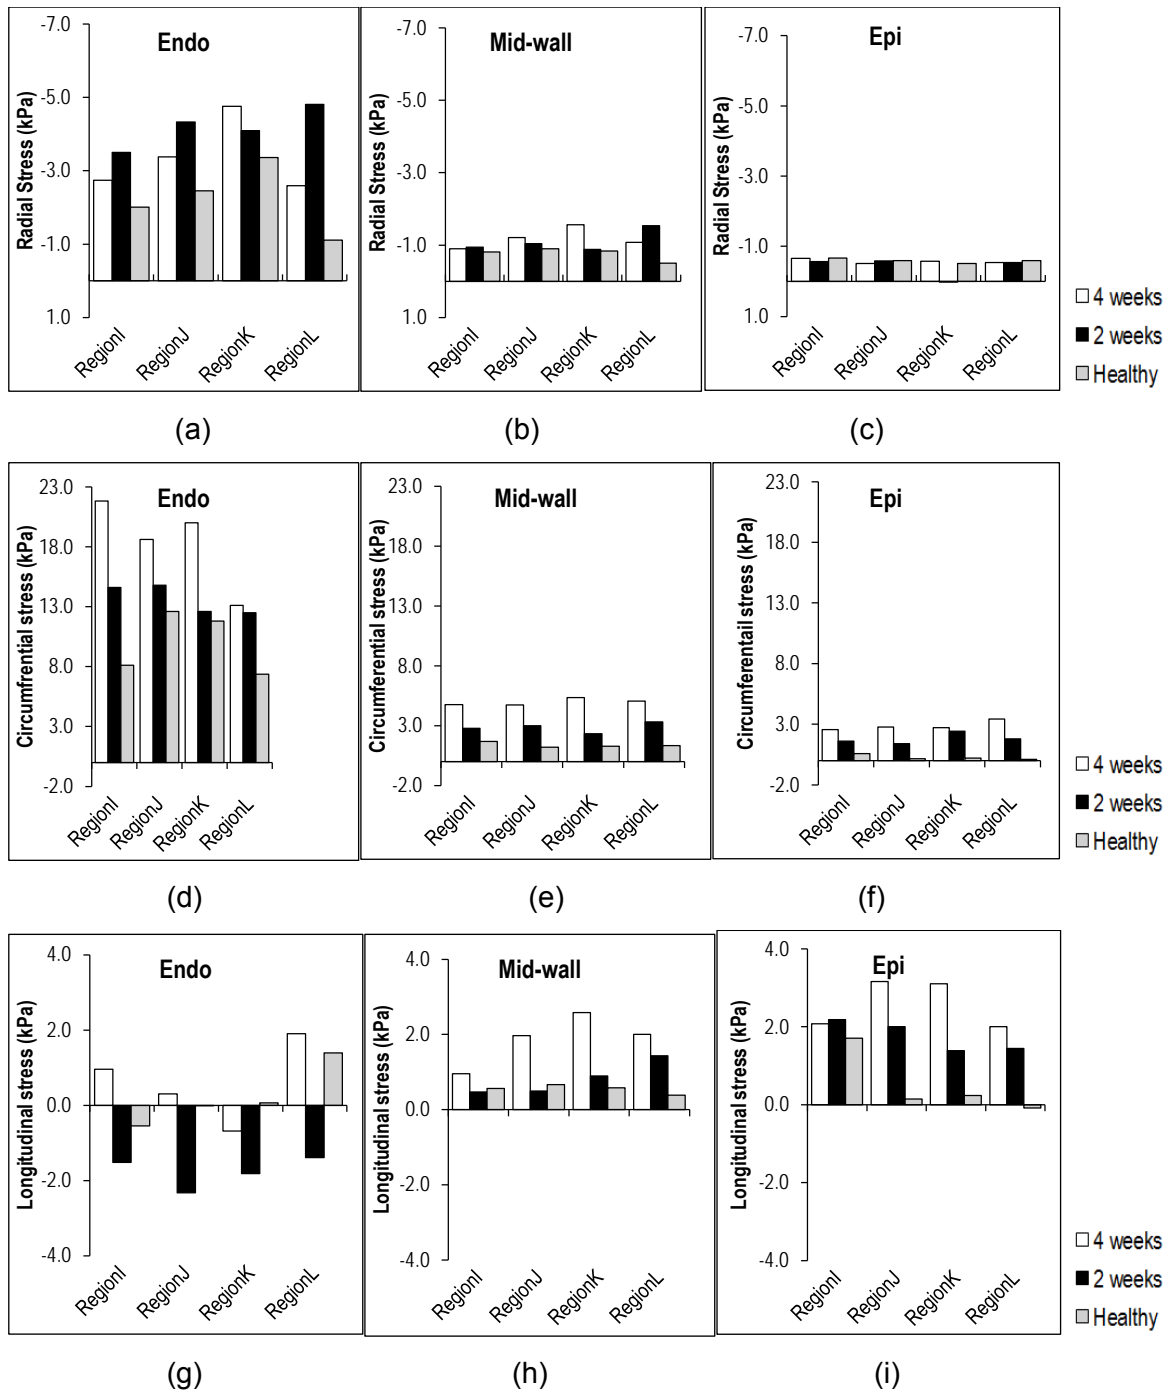 Endo
Radial Stress (kPa)
-7.0
-5.0
-3.0
-1.0
1.0
RegionI
RegionJ
RegionK
RegionL
Mid-wall
Radial Stress (kPa)
-7.0
-5.0
-3.0
-1.0
1.0
RegionI
RegionJ
RegionK
RegionL
Epi
Radial Stress (kPa)
-7.0
-5.0
-3.0
-1.0
1.0
RegionI
RegionJ
RegionK
RegionL
4 weeks
2 weeks
Healthy
(a)
(b)
(c)
Endo
Circumfrential stress (kPa)
23.0
18.0
13.0
8.0
3.0
-2.0
RegionI
RegionJ
RegionK
RegionL
Mid-wall
Circumferential stress (kPa)
23.0
18.0
13.0
8.0
3.0
-2.0
RegionI
RegionJ
RegionK
RegionL
Epi
Circumferentail stress (kPa)
23.0
18.0
13.0
8.0
3.0
-2.0
RegionI
RegionJ
RegionK
RegionL
4 weeks
2 weeks
Healthy
(d)
(e)
(f)
Endo
Longitudinal stress (kPa)
4.0
2.0
0.0
-2.0
-4.0
RegionI
RegionJ
RegionK
RegionL
Mid-wall
Longitudinal stress (kPa)
4.0
2.0
0.0
-2.0
-4.0
RegionI
RegionJ
RegionK
RegionL
Epi
Longitudinal stress (kPa)
4.0
2.0
0.0
-2.0
-4.0
RegionI
RegionJ
RegionK
RegionL
4 weeks
2 weeks
Healthy
(g)
(h)
(i)